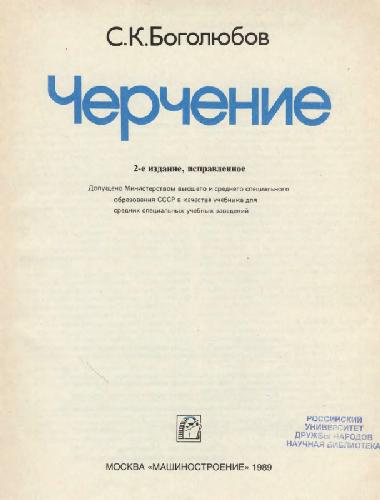 С.К.Боголюбов
Черчение
2-е издание, исправленное
Допущено Министерством высшего и среднего специального
образования СССР в качестве учебника для
средних специальных учебных заведений
РОССИЙСКИЙ
УНИВЕРСИТЕТ
ДРУЖБЫ НАРОДОВ
НАУЧНАЯ БИБЛИОТЕКА
МОСКВА «МАШИНОСТРОЕНИЕ» 1989